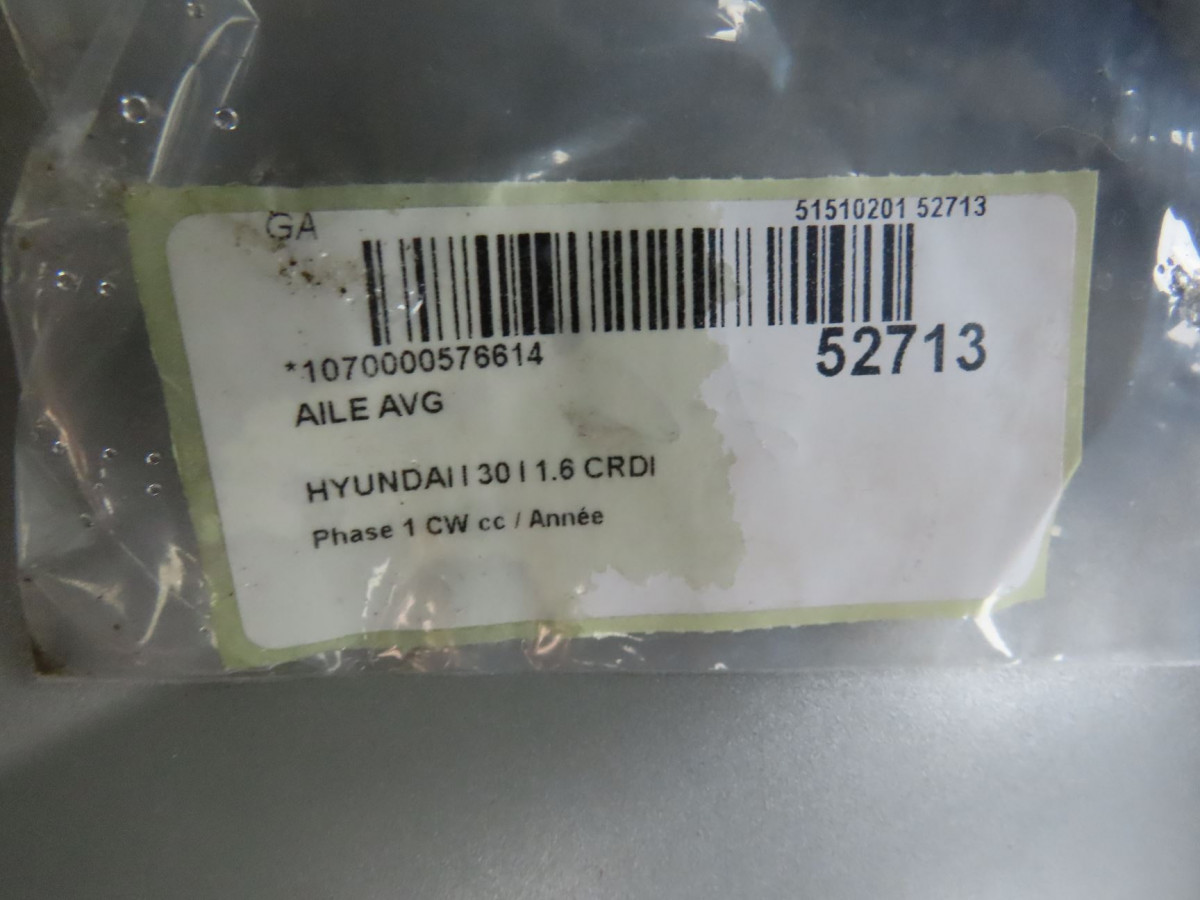 GA
51510201 52713
*1070000576614
52713
AILE AVG
HYUNDAI I 30 I 1.6 CRDI
Phase 1 CW cc / Année